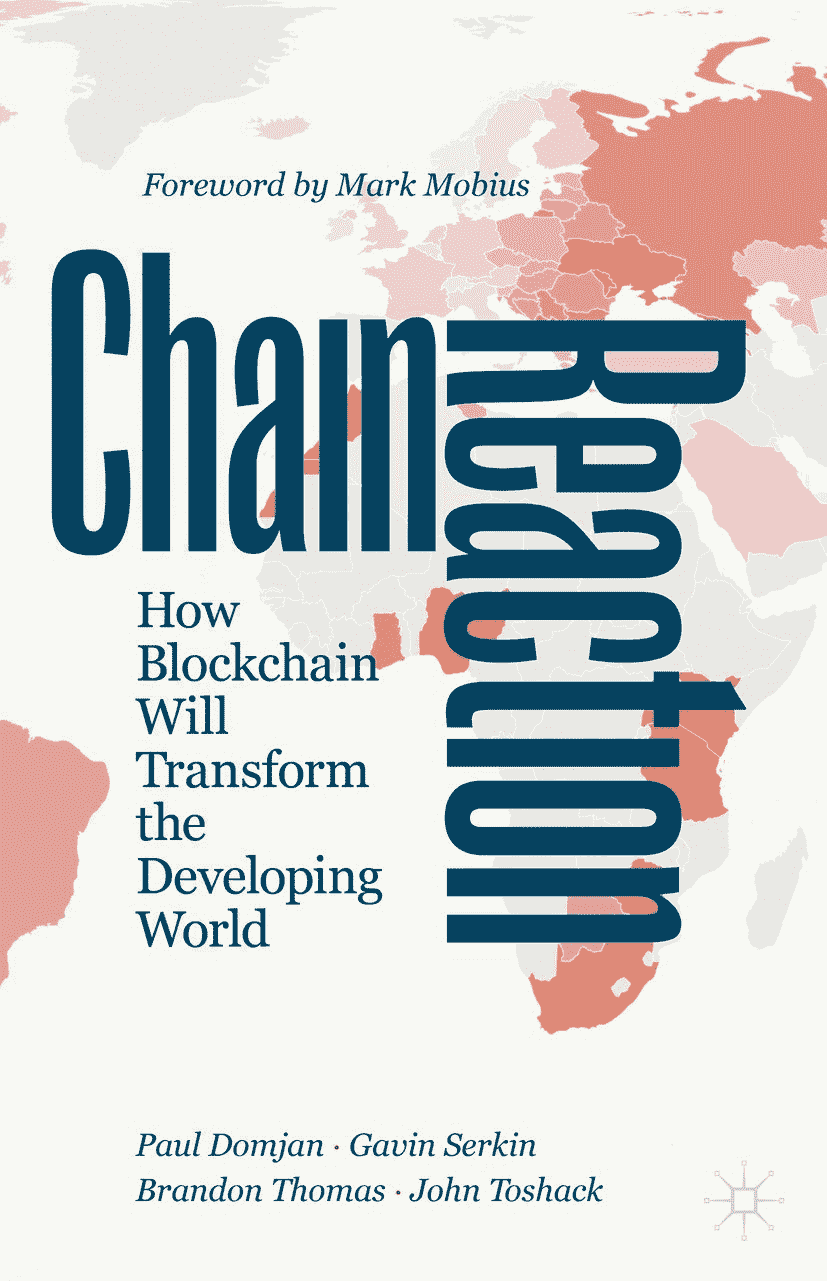 Foreword by Mark Mobius
Chain
Reaction
How
Blockchain
Will
Transform
the
Developing
World
Paul Domjan · Gavin Serkin
Brandon Thomas · John Toshack